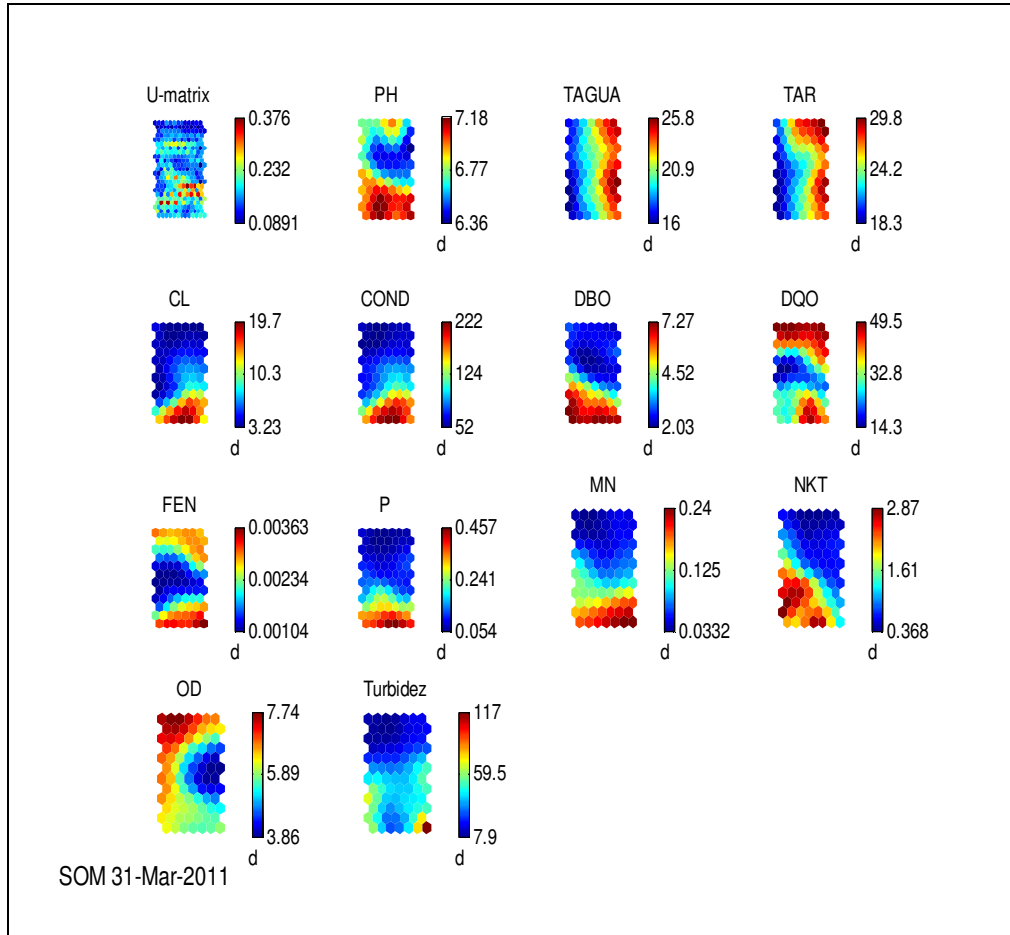 U-matrix
0.376
0.232
0.0891
PH
7.18
6.77
6.36
d
TAGUA
25.8
20.9
16
d
TAR
29.8
24.2
18.3
d
CL
19.7
10.3
3.23
d
COND
222
124
52
d
DBO
7.27
4.52
2.03
d
DQO
49.5
32.8
14.3
d
FEN
0.00363
0.00234
0.00104
d
P
0.457
0.241
0.054
d
MN
0.24
0.125
0.0332
d
NKT
2.87
1.61
0.368
d
OD
7.74
5.89
3.86
d
Turbidez
117
59.5
7.9
d
SOM 31-Mar-2011